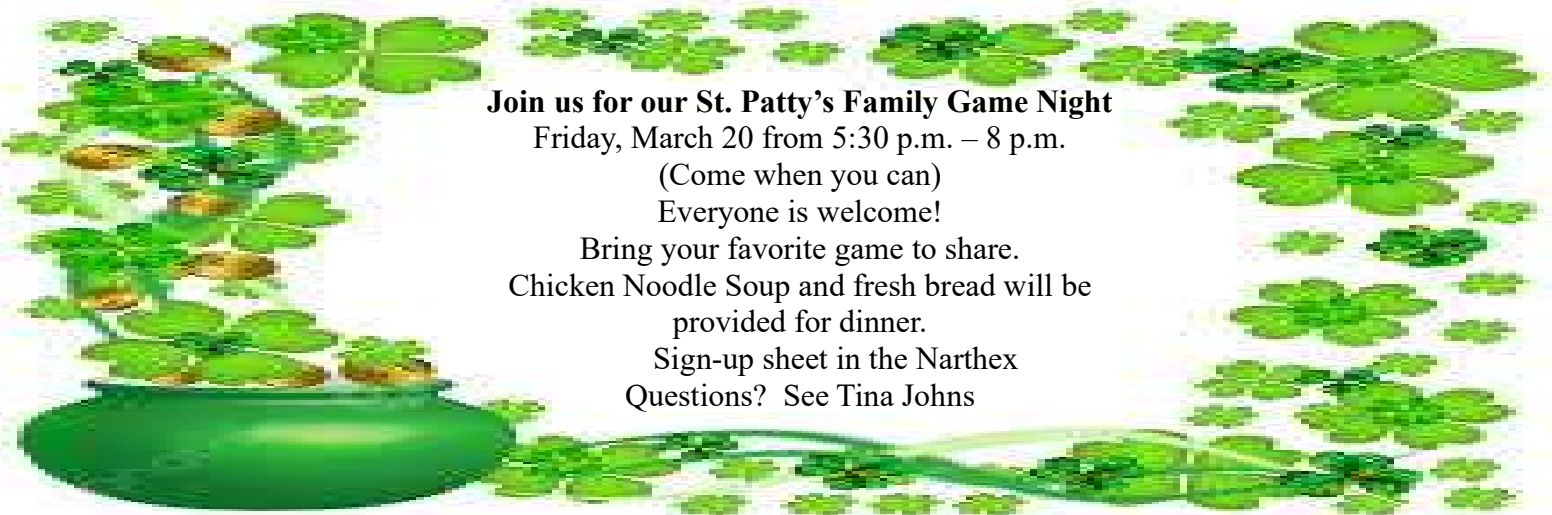 Join us for our St. Patty’s Family Game Night
Friday, March 20 from 5:30 p.m. – 8 p.m.
(Come when you can)
Everyone is welcome!
Bring your favorite game to share.
Chicken Noodle Soup and fresh bread will be
provided for dinner.
Sign-up sheet in the Narthex
Questions?  See Tina Johns